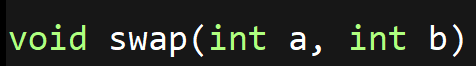 void swap(int a, int b)